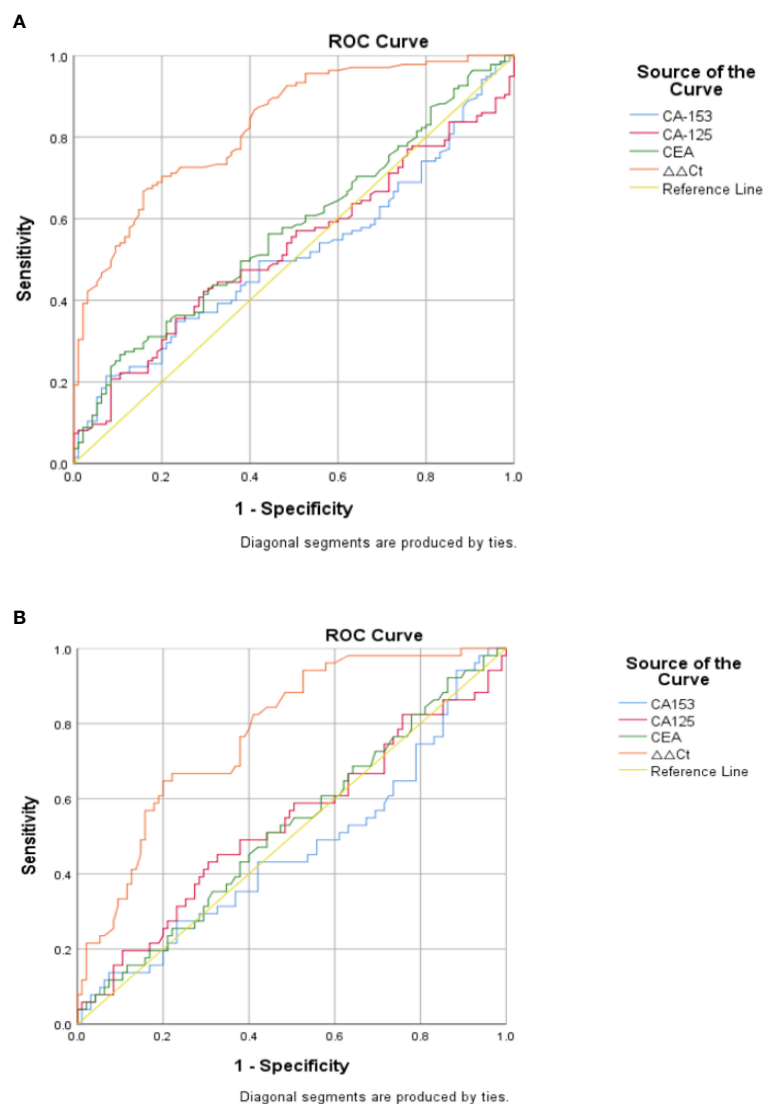 A
ROC Curve
1.0
0.8
0.6
0.4
0.2
0.0
Sensitivity
0.0 0.2 0.4 0.6 0.8 1.0
1 - Specificity
Diagonal segments are produced by ties.
Source of the
Curve
CA-153
CA-125
CEA
△△Ct
Reference Line
B
ROC Curve
1.0
0.8
0.6
0.4
0.2
0.0
Sensitivity
0.0 0.2 0.4 0.6 0.8 1.0
1 - Specificity
Diagonal segments are produced by ties.
Source of the
Curve
CA153
CA125
CEA
△△Ct
Reference Line